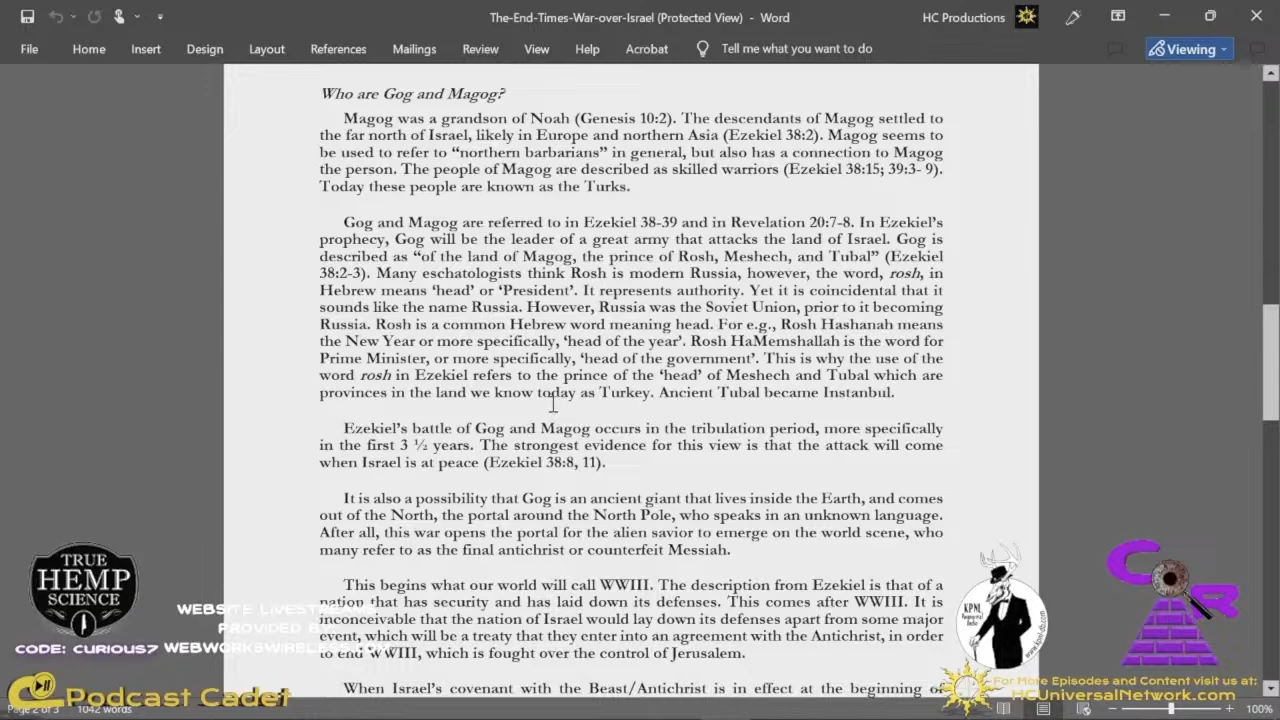 The-End-Times-War-over-Israel (Protected View) - Word
HC Productions
File Home Insert Design Layout References Mailings Review View Help Acrobat Tell me what you want to do
Viewing
Who are Gog and Magog?
Magog was a grandson of Noah (Genesis 10:2). The descendants of Magog settled to
the far north of Israel, likely in Europe and northern Asia (Ezekiel 38:2). Magog seems to
be used to refer to “northern barbarians” in general, but also has a connection to Magog
the person. The people of Magog are described as skilled warriors (Ezekiel 38:15; 39:3- 9).
Today these people are known as the Turks.
Gog and Magog are referred to in Ezekiel 38-39 and in Revelation 20:7-8. In Ezekiel’s
prophecy, Gog will be the leader of a great army that attacks the land of Israel. Gog is
described as “of the land of Magog, the prince of Rosh, Meshech, and Tubal” (Ezekiel
38:2-3). Many eschatologists think Rosh is modern Russia, however, the word, rosh, in
Hebrew means ‘head’ or ‘President’. It represents authority. Yet it is coincidental that it
sounds like the name Russia. However, Russia was the Soviet Union, prior to it becoming
Russia. Rosh is a common Hebrew word meaning head. For e.g., Rosh Hashanah means
the New Year or more specifically, ‘head of the year’. Rosh HaMemshallah is the word for
Prime Minister, or more specifically, ‘head of the government’. This is why the use of the
word rosh in Ezekiel refers to the prince of the ‘head’ of Meshech and Tubal which are
provinces in the land we know today as Turkey. Ancient Tubal became Instanbul.
Ezekiel’s battle of Gog and Magog occurs in the tribulation period, more specifically
in the first 3 ½ years. The strongest evidence for this view is that the attack will come
when Israel is at peace (Ezekiel 38:8, 11).
It is also a possibility that Gog is an ancient giant that lives inside the Earth, and comes
out of the North, the portal around the North Pole, who speaks in an unknown language.
After all, this war opens the portal for the alien savior to emerge on the world scene, who
many refer to as the final antichrist or counterfeit Messiah.
This begins what our world will call WWIII. The description from Ezekiel is that of a
nation that has security and has laid down its defenses. This comes after WWIII. It is
inconceivable that the nation of Israel would lay down its defenses apart from some major
event, which will be a treaty that they enter into an agreement with the Antichrist, in order
to end WWIII, which is fought over the control of Jerusalem.
When Israel’s covenant with the Beast/Antichrist is in effect at the beginning of
TRUE
HEMP
SCIENCE
CODE: CURIOUS7
WEBSITE LIVESTREAMS
PROVIDED BY
WEBWORKSWIRELESS.COM
Podcast Cadet
KPNL
C R
For More Episodes and Content visit us at:
HCUniversalNetwork.com
Page 2 of 3 1042 words
100%